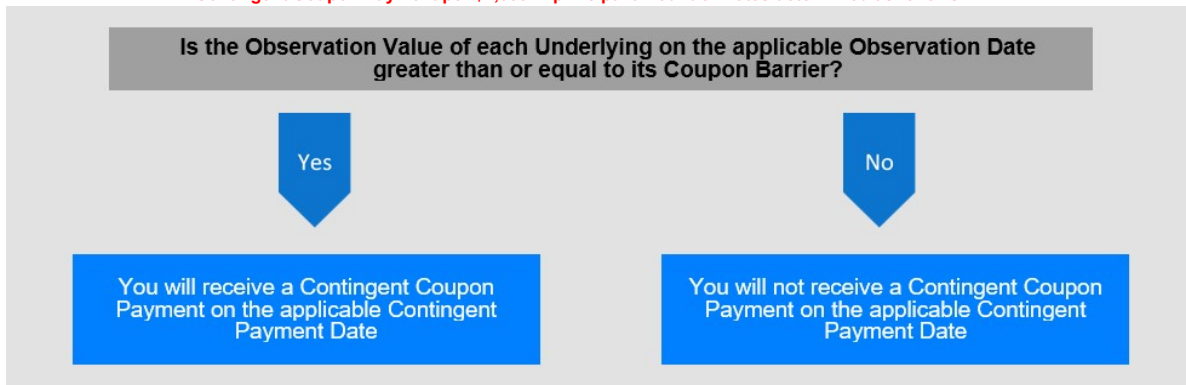 Is the Observation Value of each Underlying on the applicable Observation Date
greater than or equal to its Coupon Barrier?
Yes
No
You will receive a Contingent Coupon
Payment on the applicable Contingent
Payment Date
You will not receive a Contingent Coupon
Payment on the applicable Contingent
Payment Date